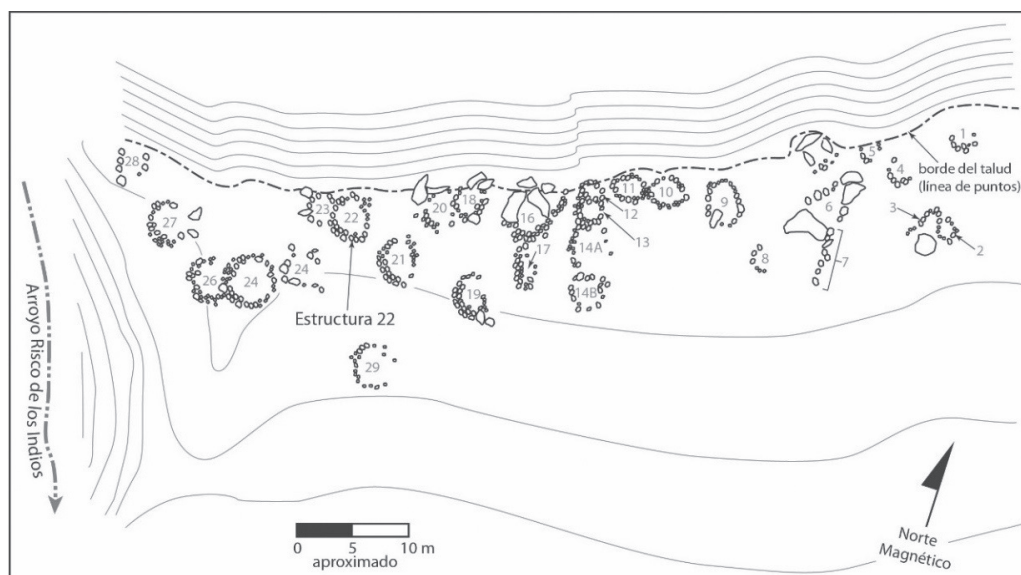 1
28
5
borde del talud
(línea de puntos)
4
18
11
10
20
9
23
22
16
12
6
3
27
13
2
17
14A
21
8
7
26
24
24
19
14B
Estructura 22
29
Arroyo Risco de los Indios
0 5 10 m
aproximado
Norte
Magnético